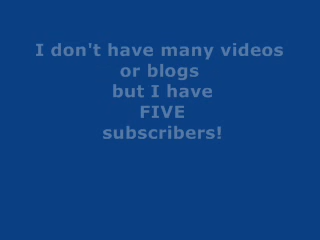 I don't have many videos
or blogs
but I have
FIVE
subscribers!